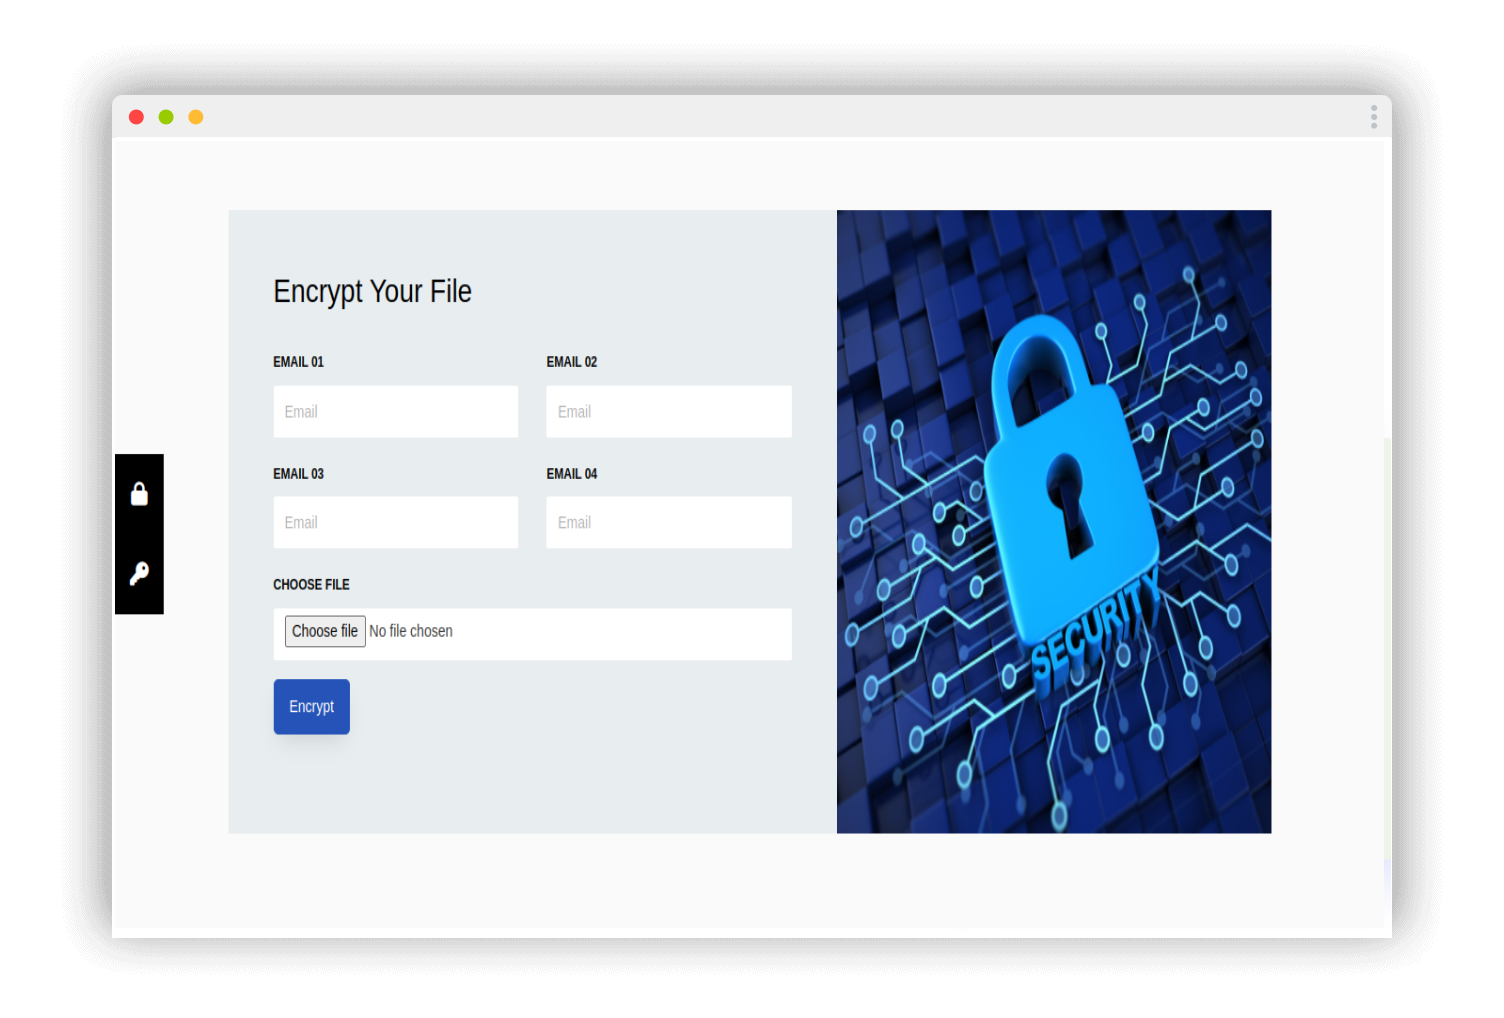 Encrypt Your File
EMAIL 01
EMAIL 02
Email
Email
EMAIL 03
EMAIL 04
Email
Email
CHOOSE FILE
Choose file No file chosen
Encrypt
SECURITY